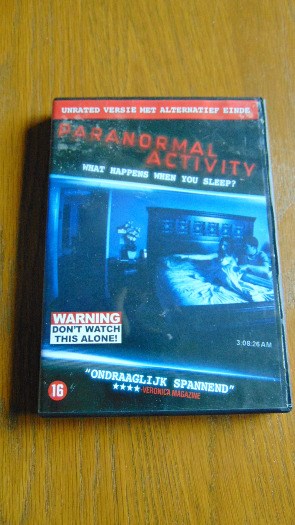 UNRATED VERSIE MET ALTERNATIEF EINDE
PARANORMAL
ACTIVITY
WHAT HAPPENS WHEN YOU SLEEP?
WARNING
DON'T WATCH
THIS ALONE!
3:08:26 AM
"ONDRAAGLIJK SPANNEND"
★★★★ VERONICA MAGAZINE
16